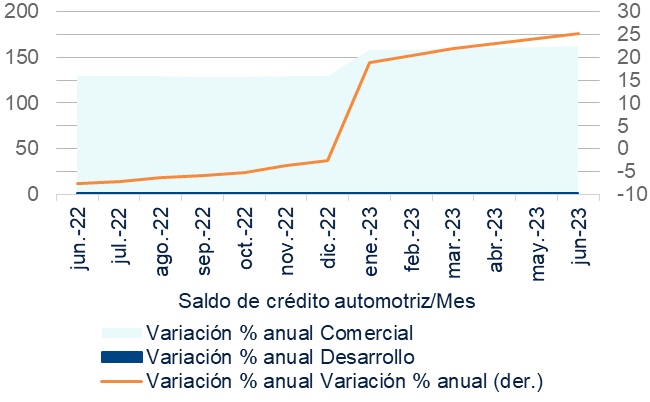 200
150
100
50
0
30
25
20
15
10
5
0
-5
-10
jun.-22
jul.-22
ago.-22
sep.-22
oct.-22
nov.-22
dic.-22
ene.-23
feb.-23
mar.-23
abr.-23
may.-23
jun-23
Saldo de crédito automotriz/Mes
Variación % anual Comercial
Variación % anual Desarrollo
Variación % anual Variación % anual (der.)